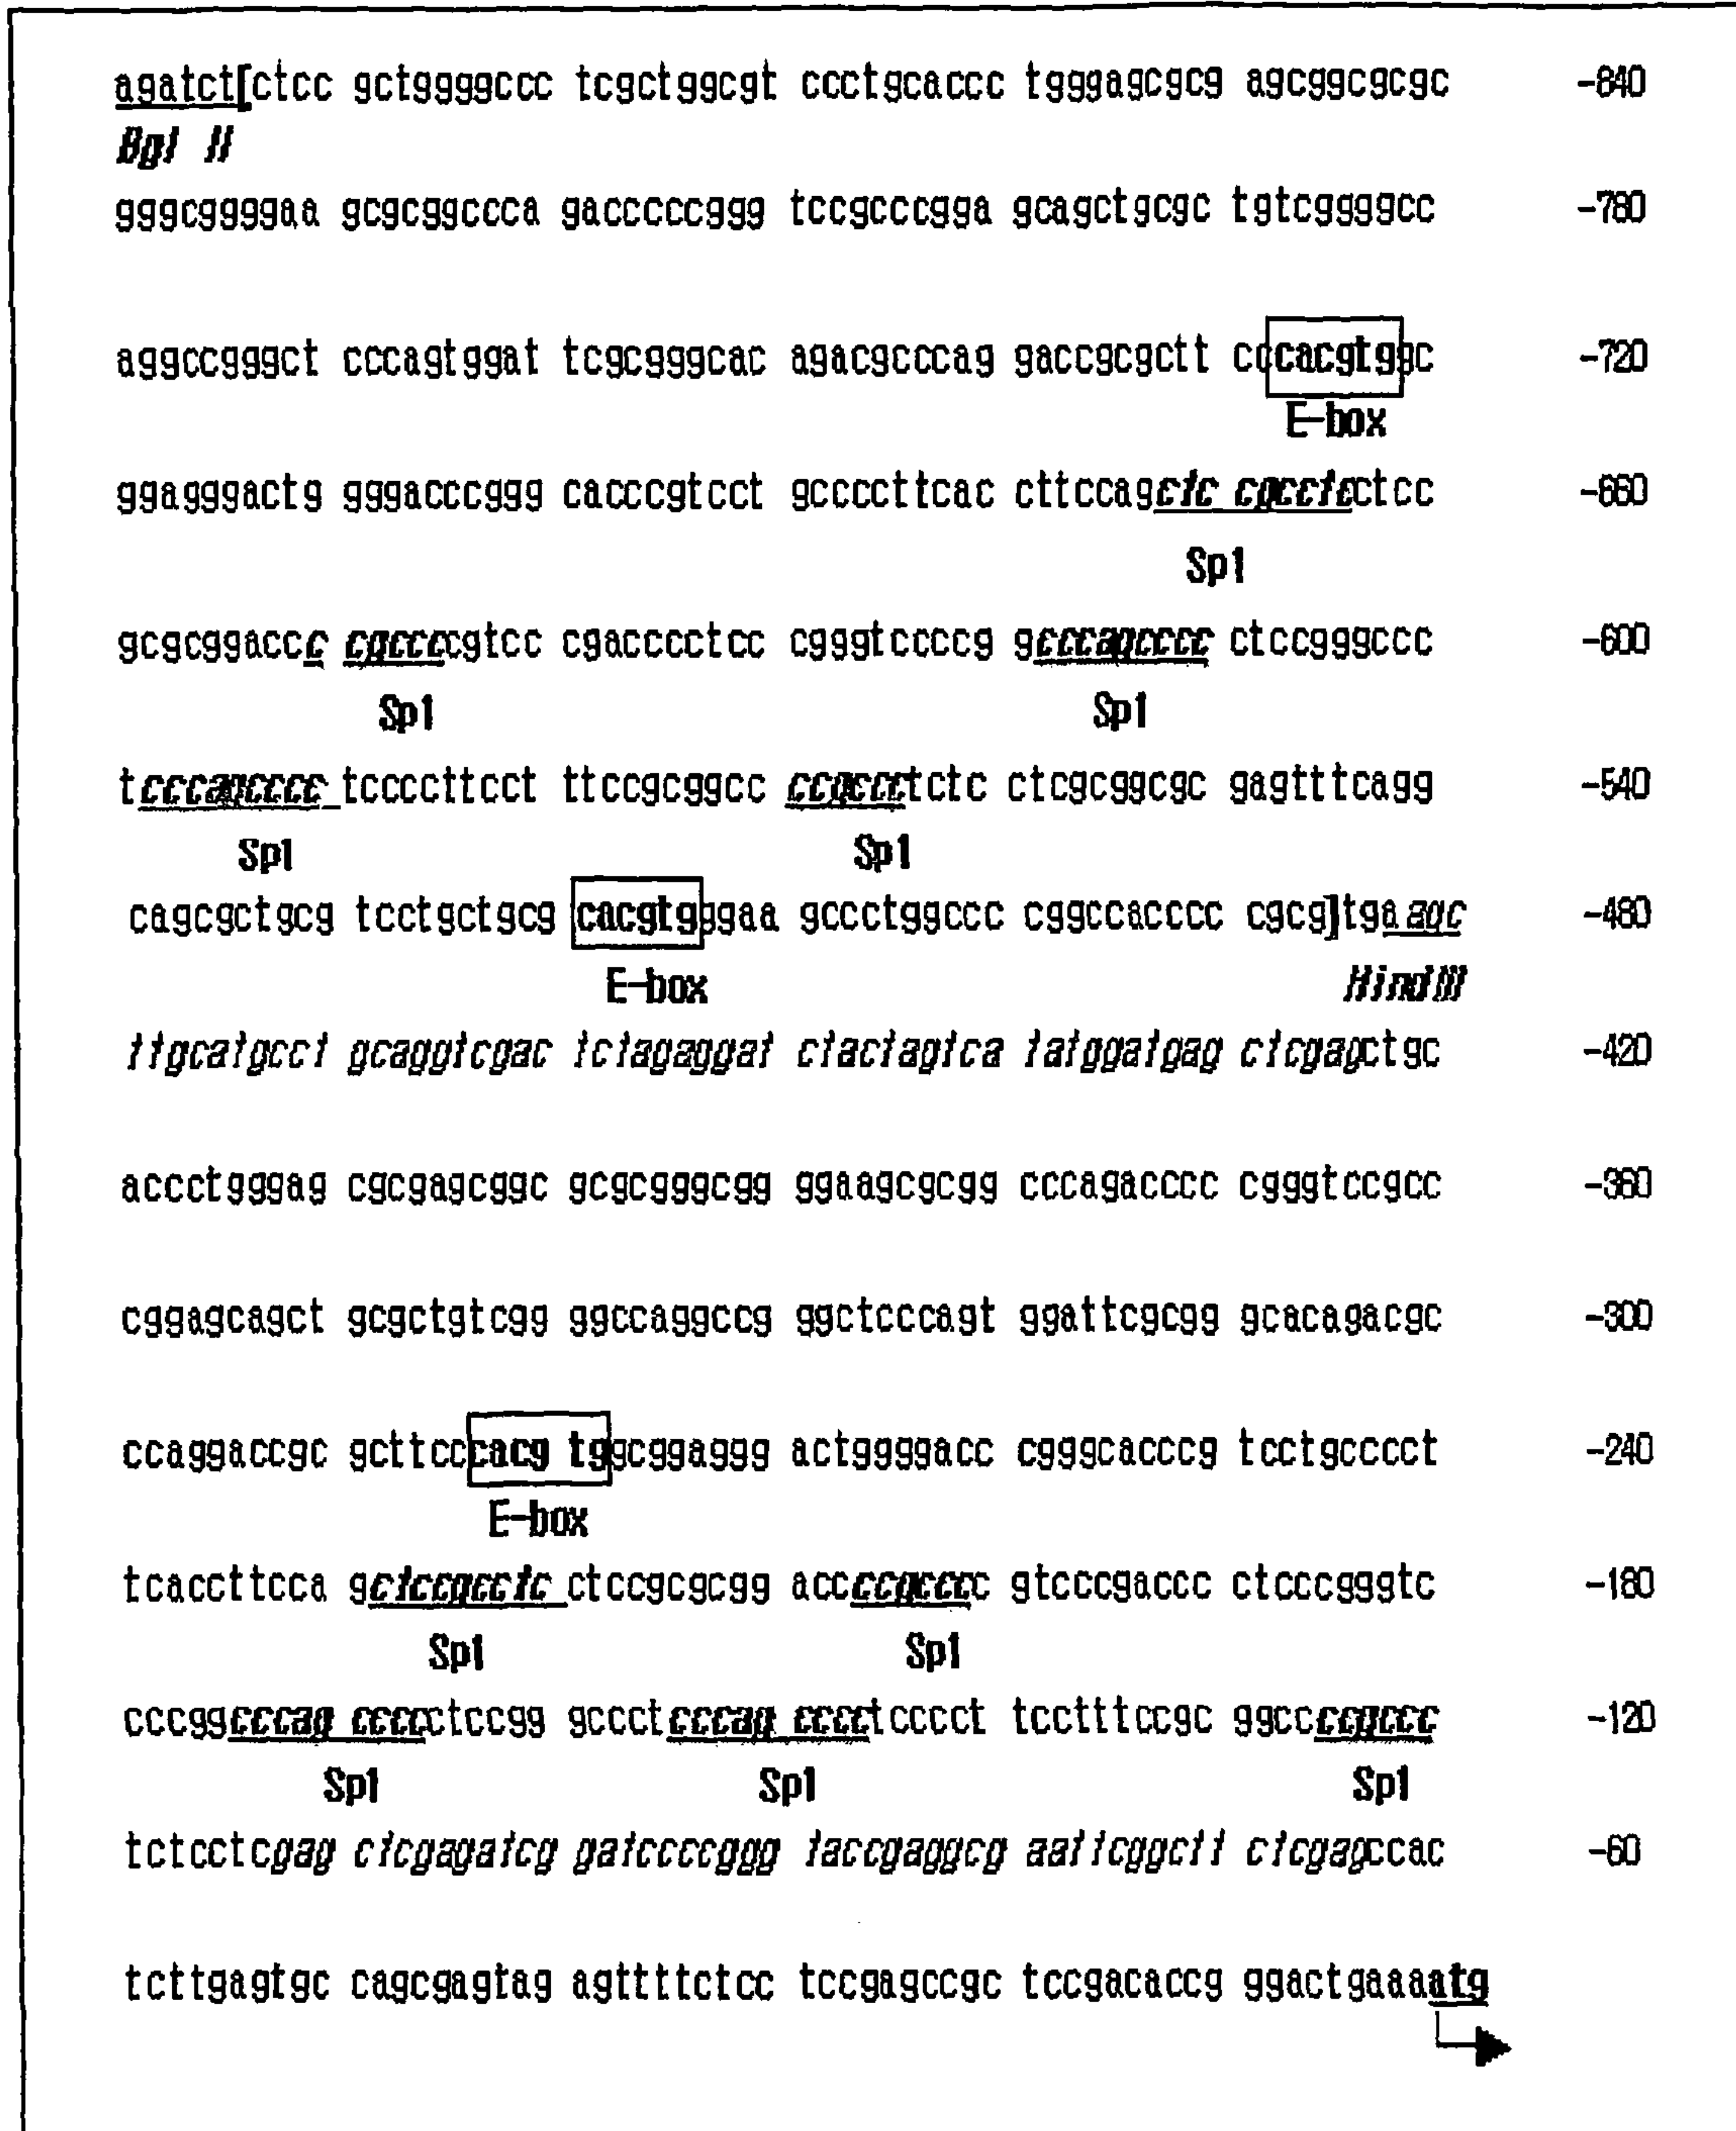 agatct[ctcc gctggggccc tcgctggcgt ccctgcaccc tgggagcgcg agcggcgcgc -840
Bgl II
gggcggggaa gcgcggccca gacccccggg tccgcccgga gcagctgcgc tgtcggggcc -780
aggccgggct cccagtggat tcgcgggcac agacgcccag gaccgcgctt cccacgtggc -720
E-box
ggagggactg gggacccggg cacccgtcct gccccttcac cttccagctc cgcctcctcc -660
Sp1
gcgcggaccc cgccccgtcc cgacccctcc cgggtccccg gcccagcccc ctccgggccc -600
Sp1 Sp1
tcccagcccc tccccttcct ttccgcggcc ccgccctctc ctcgcggcgc gagtttcagg -540
Sp1 Sp1
cagcgctgcg tcctgctgcg cacgtgggaa gccctggccc cggccacccc cgcg]tgaagc -480
E-box HindIII
ttgcatgcct gcaggtcgac tctagaggat ctactagtca tatggatgag ctcgagctgc -420
accctgggag cgcgagcggc gcgcgggcgg ggaagcgcgg cccagacccc cgggtccgcc -360
cggagcagct gcgctgtcgg ggccaggccg ggctcccagt ggattcgcgg gcacagacgc -300
ccaggaccgc gcttcccacg tggcggaggg actggggacc cgggcacccg tcctgcccct -240
E-box
tcaccttcca gctccgcctc ctccgcgcgg accccgcccc gtcccgaccc ctcccgggtc -180
Sp1 Sp1
cccggcccag ccccctccgg gccctcccag cccctcccct tcctttccgc ggccccgccc -120
Sp1 Sp1 Sp1
tctcctcgag ctcgagatcg gatccccggg taccgaggcg aattcggctt ctcgagccac -60
tcttgagtgc cagcgagtag agttttctcc tccgagccgc tccgacaccg ggactgaaaatg